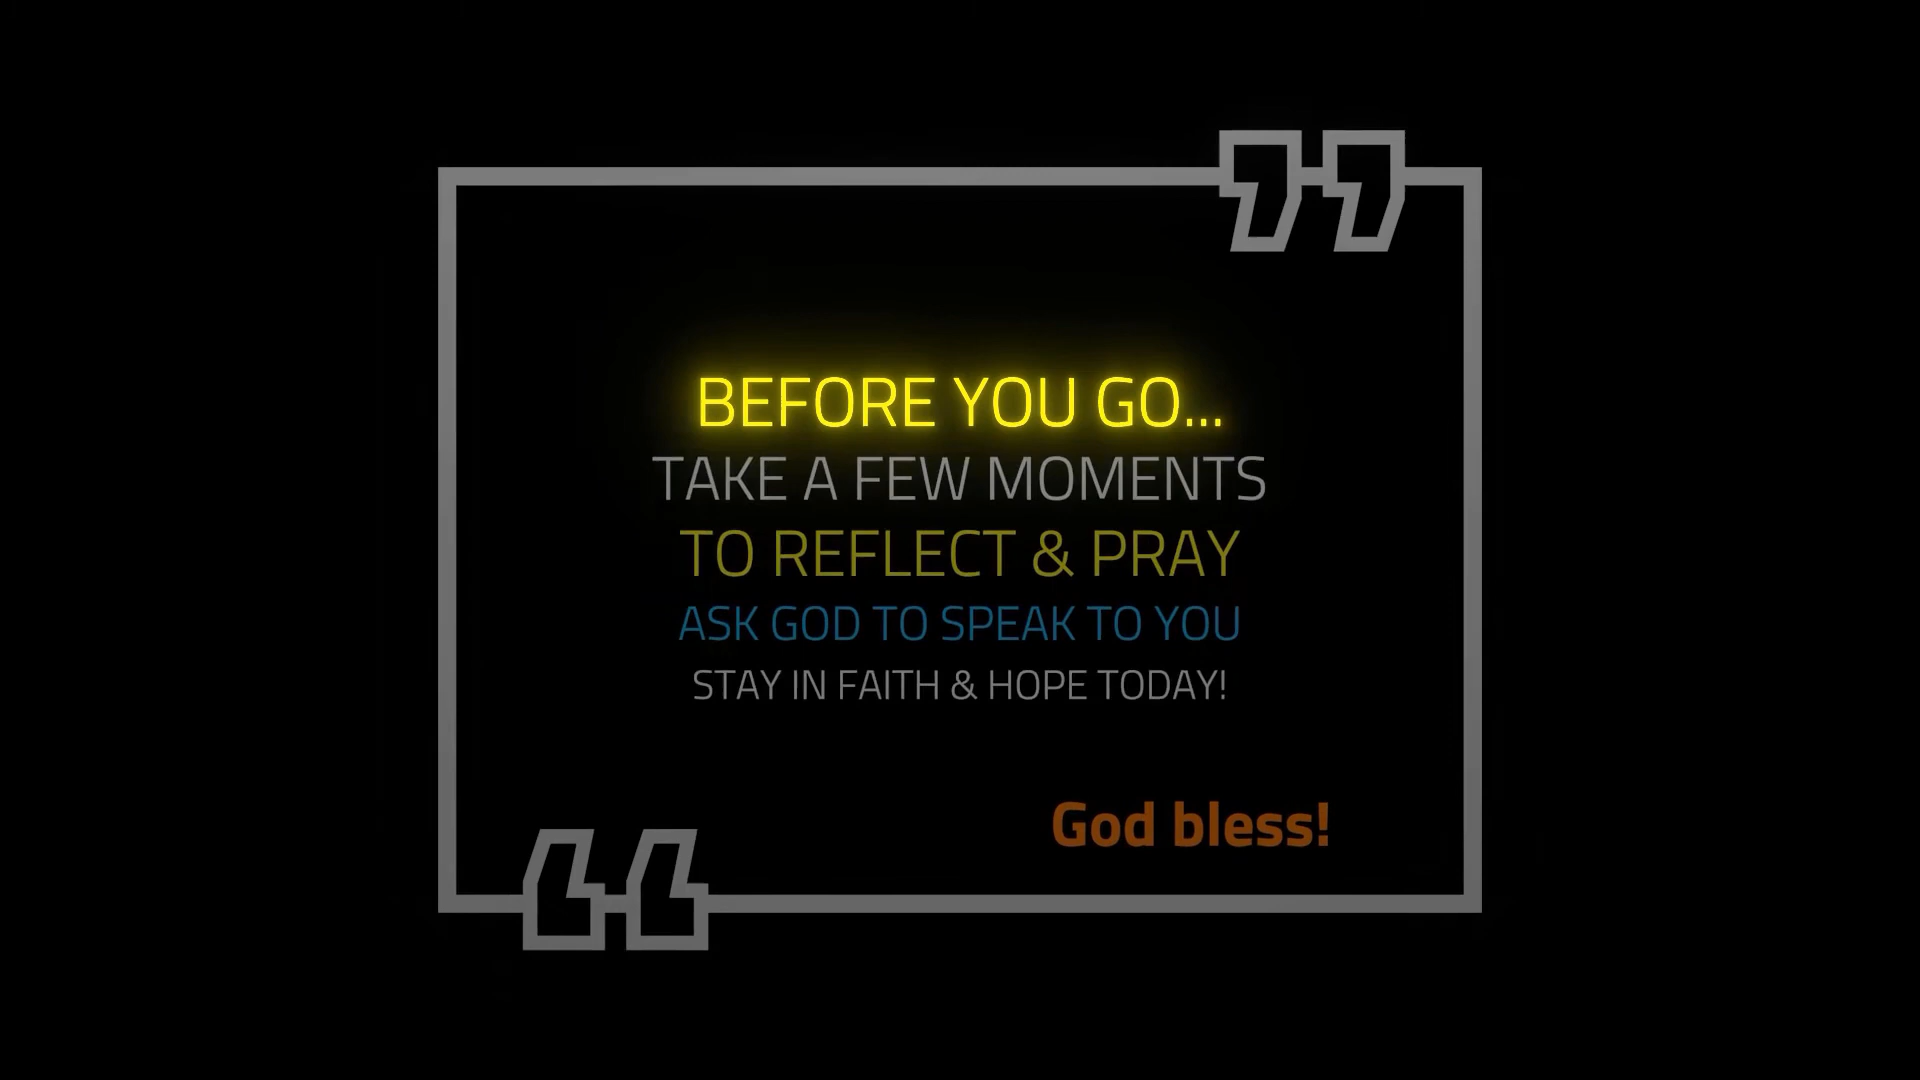 BEFORE YOU GO...
TAKE A FEW MOMENTS
TO REFLECT & PRAY
ASK GOD TO SPEAK TO YOU
STAY IN FAITH & HOPE TODAY!
God bless!